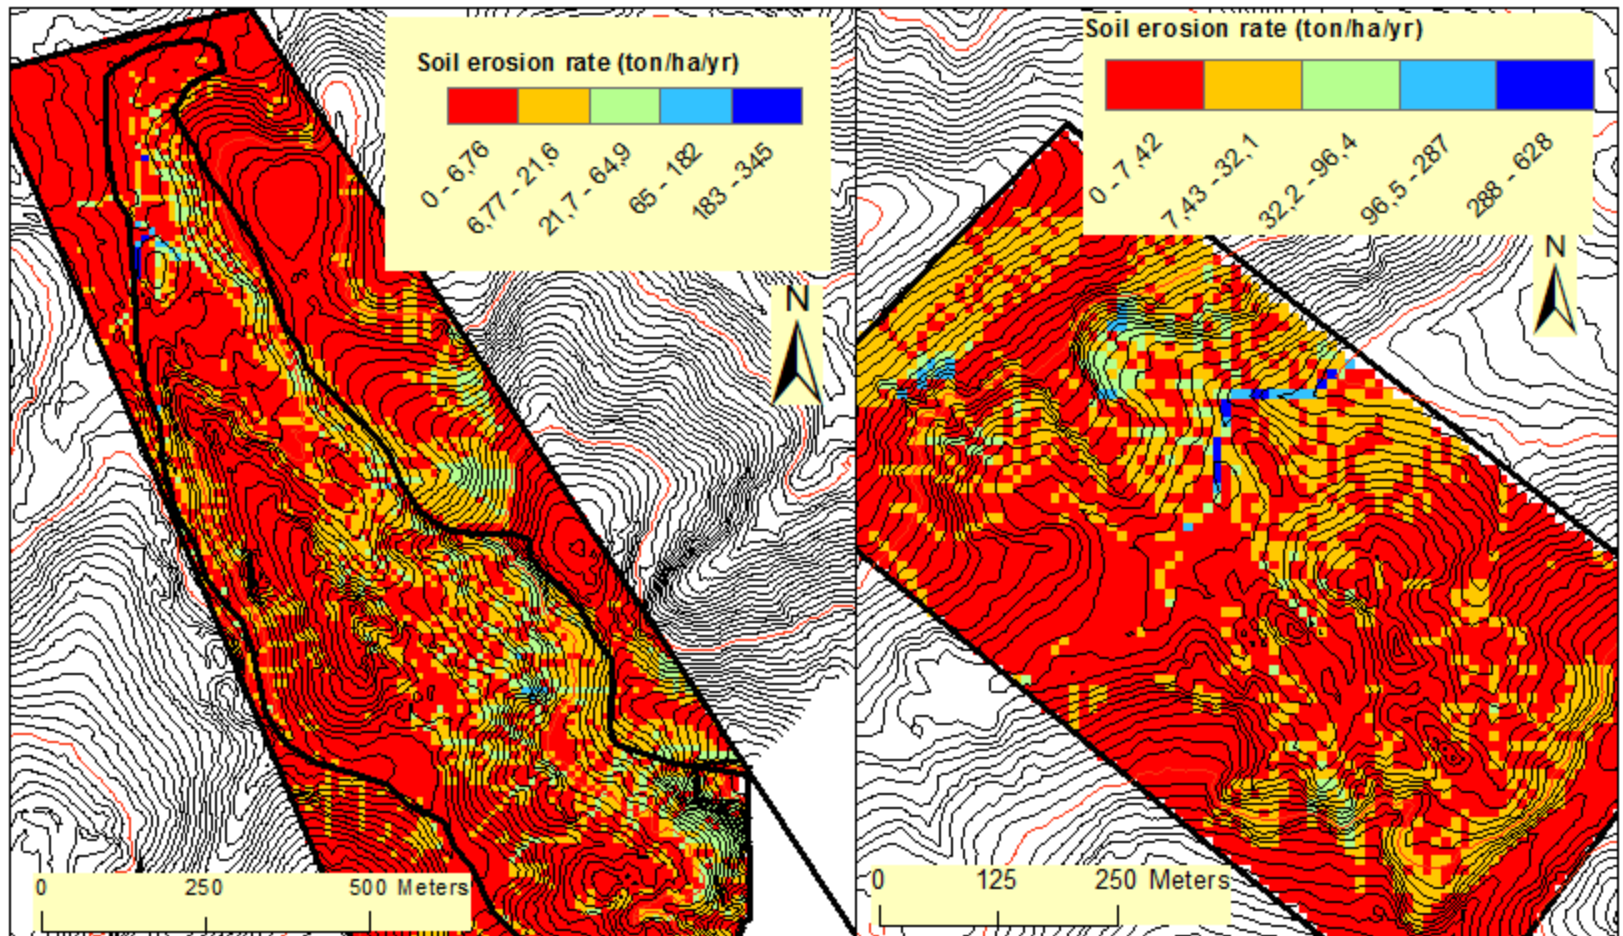 Soil erosion rate (ton/ha/yr)
0 - 6,76
6,77 - 21,6
21,7 - 64,9
65 - 182
183 - 345
N
0 250 500 Meters
Soil erosion rate (ton/ha/yr)
0 - 7,42
7,43 - 32,1
32,2 - 96,4
96,5 - 287
288 - 628
N
0 125 250 Meters